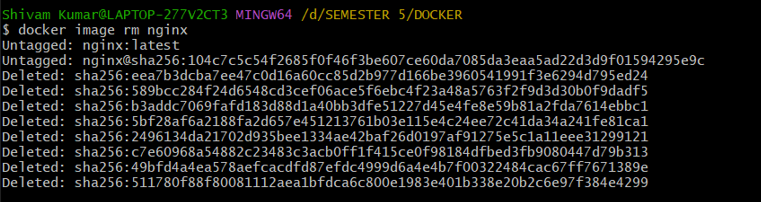 Shivam Kumar@LAPTOP-277V2CT3 MINGW64 /d/SEMESTER 5/DOCKER
$ docker image rm nginx
Untagged: nginx:latest
Untagged: nginx@sha256:104c7c5c54f2685f0f46f3be607ce60da7085da3eaa5ad22d3d9f01594295e9c
Deleted: sha256:eea7b3dcba7ee47c0d16a60cc85d2b977d166be3960541991f3e6294d795ed24
Deleted: sha256:589bcc284f24d6548cd3cef06ace5f6ebc4f23a48a5763f2f9d3d30b0f9dadf5
Deleted: sha256:b3addc7069fafd183d88d1a40bb3dfe51227d45e4fe8e59b81a2fda7614ebbc1
Deleted: sha256:5bf28af6a2188fa2d657e451213761b03e115e4c24ee72c41da34a241fe81ca1
Deleted: sha256:2496134da21702d935bee1334ae42baf26d0197af91275e5c1a11eee31299121
Deleted: sha256:c7e60968a54882c23483c3acb0ff1f415ce0f98184dfbed3fb9080447d79b313
Deleted: sha256:49bfd4a4ea578aefcacdfd87efdc4999d6a4e4b7f00322484cac67ff7671389e
Deleted: sha256:511780f88f80081112aea1bfdca6c800e1983e401b338e20b2c6e97f384e4299